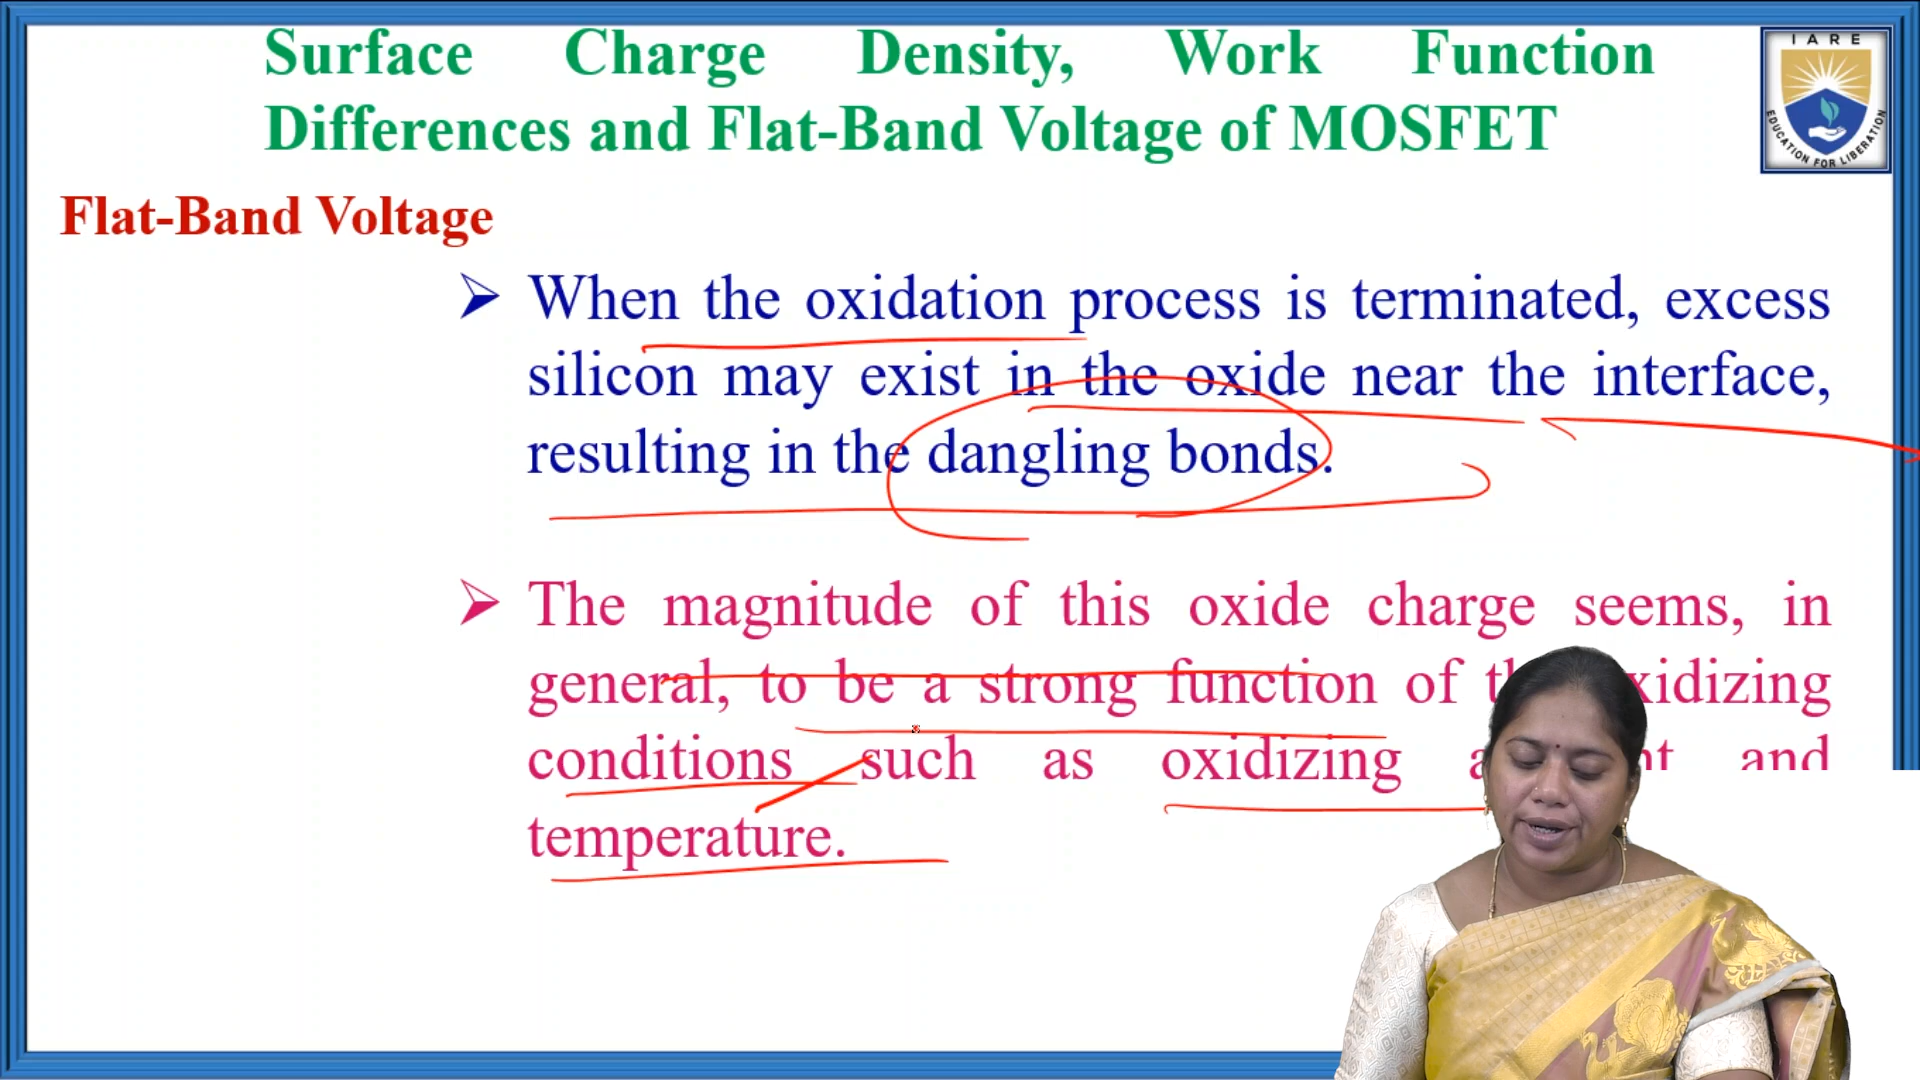 Surface Charge Density, Work Function
Differences and Flat-Band Voltage of MOSFET
IARE
EDUCATION FOR LIBERATION
Flat-Band Voltage
When the oxidation process is terminated, excess
silicon may exist in the oxide near the interface,
resulting in the dangling bonds.
The magnitude of this oxide charge seems, in
general, to be a strong function of
conditions such as oxidizing and
temperature.